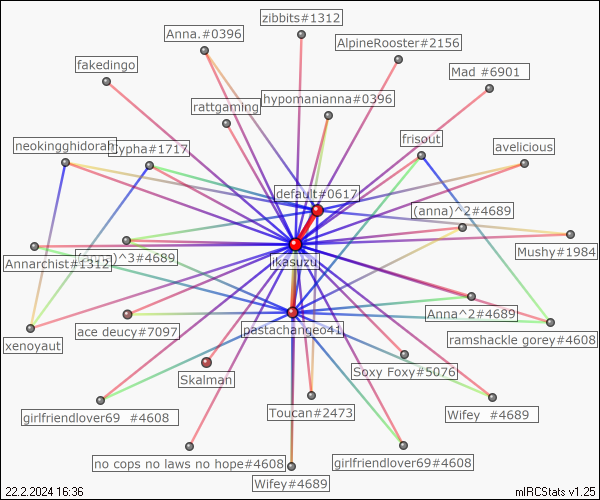 zibbits#1312
Anna.#0396
AlpineRooster#2156
fakedingo
Mad #6901
hypomanianna#0396
rattgaming
frisout
neokingghidorah
Cypha#1717
avelicious
default#0617
(anna)^2#4689
Mushy#1984
(anna)^3#4689
Annarchist#1312
ikasuzu
Anna^2#4689
ace deucy#7097
pastachangeo41
ramshackle gorey#4608
xenoyaut
Soxy Foxy#5076
Skalman
Toucan#2473
girlfriendlover69 #4608
Wifey #4689
no cops no laws no hope#4608
girlfriendlover69#4608
Wifey#4689
22.2.2024 16:36
mIRCStats v1.25